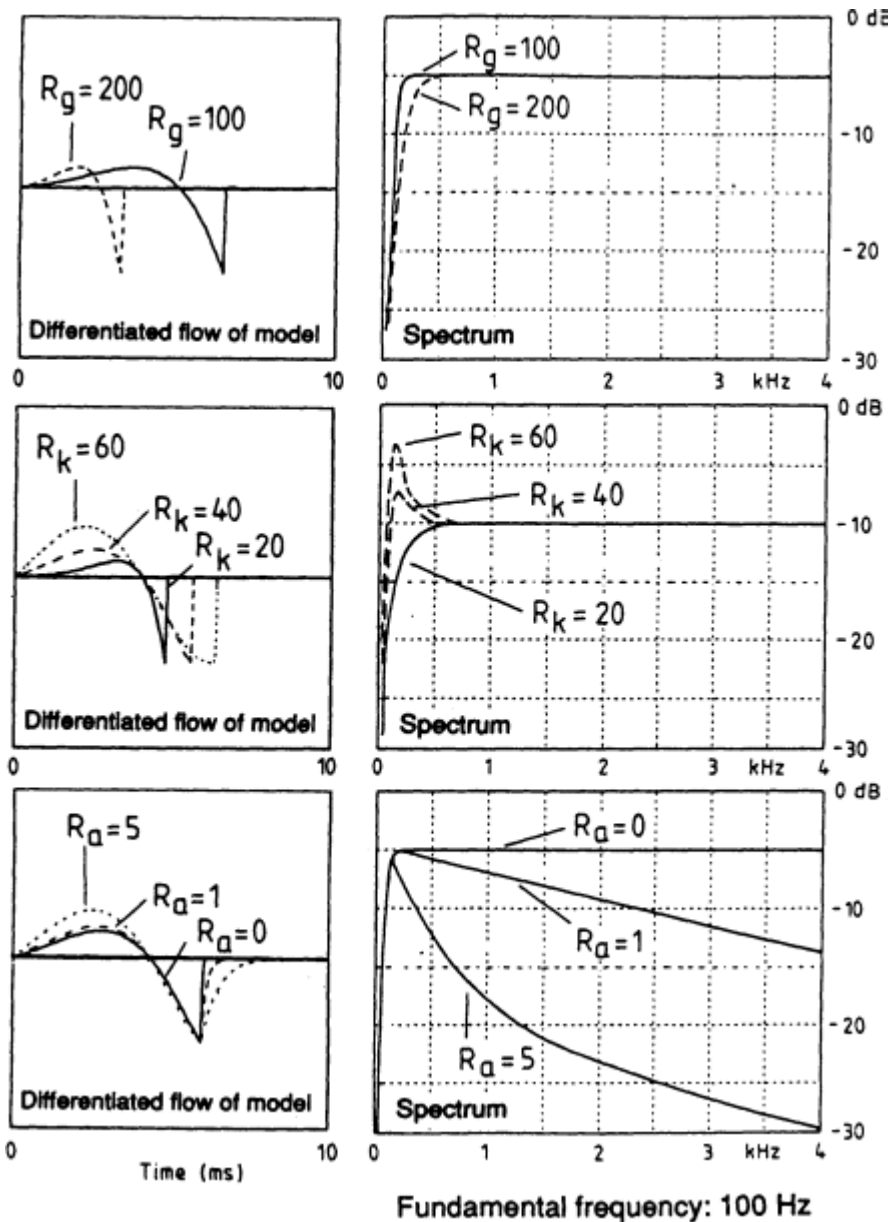 0 dB
R_g=100
R_g=200
R_g=200
R_g=100
-10
-20
Differentiated flow of model
Spectrum
-30
0 10
0 1 2 3 kHz 4
0 dB
R_k=60
R_k=60
R_k=40
R_k=40
R_k=20
-10
R_k=20
-20
Differentiated flow of model
Spectrum
-30
0 10
0 1 2 3 kHz 4
0 dB
R_a=0
R_a=5
R_a=1
-10
R_a=0
R_a=1
-20
R_a=5
Differentiated flow of model
Spectrum
-30
0 10
0 1 2 3 kHz 4
Time (ms)
Fundamental frequency: 100 Hz